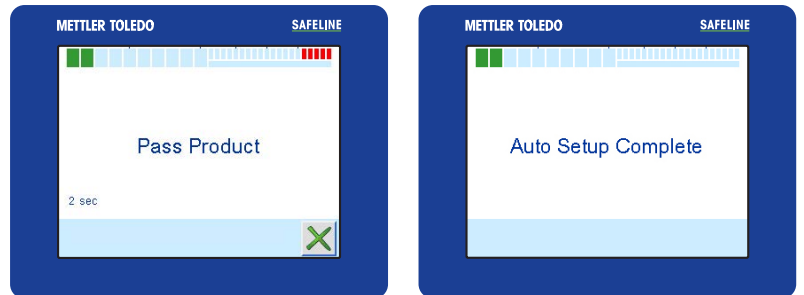 METTLER TOLEDO SAFELINE
Pass Product
2 sec
METTLER TOLEDO SAFELINE
Auto Setup Complete